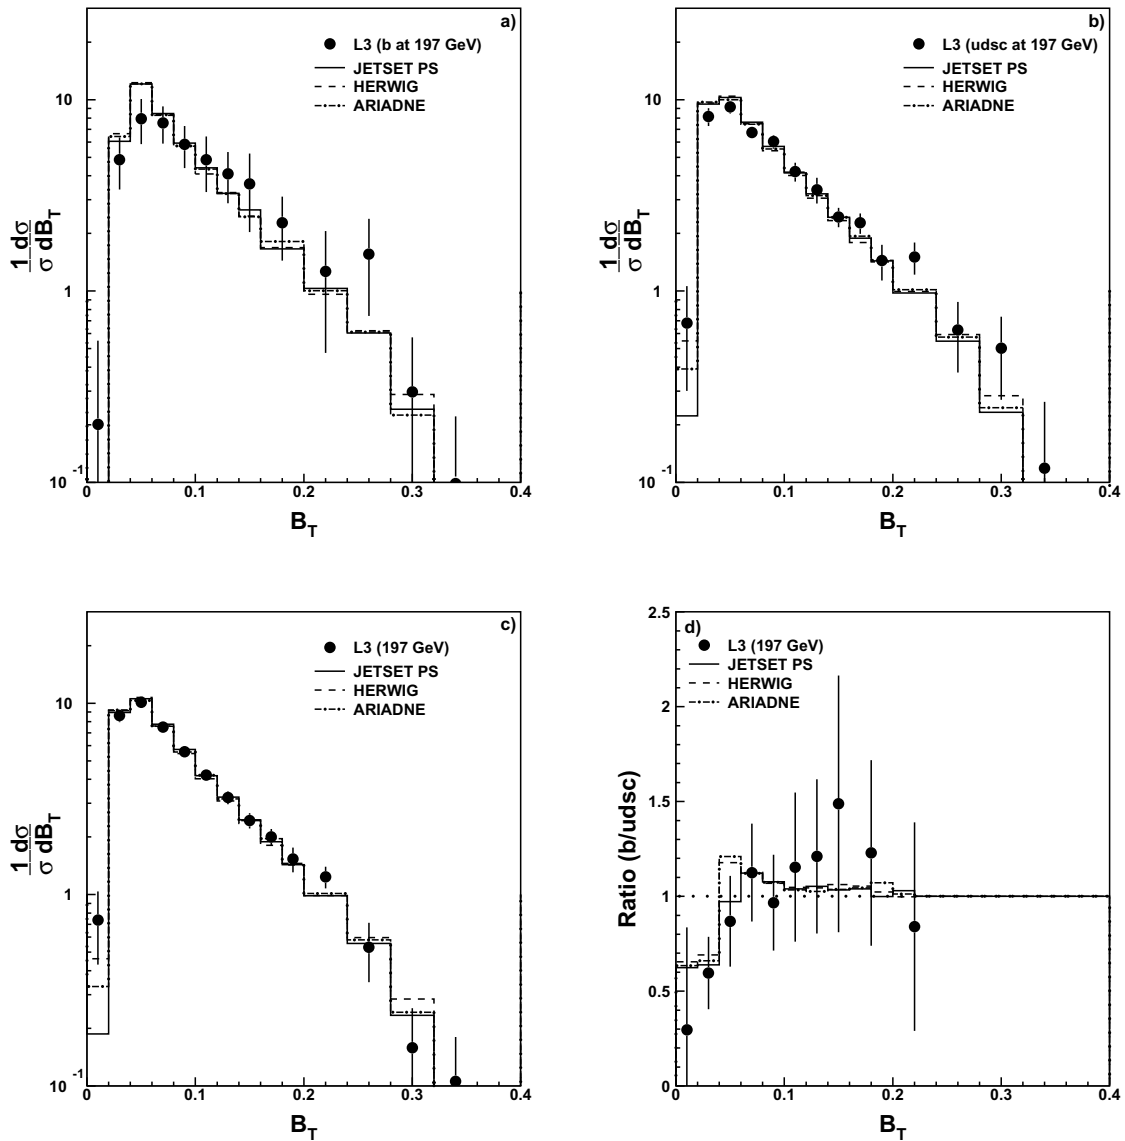 a)
L3 (b at 197 GeV)
JETSET PS
HERWIG
ARIADNE
10
1
10 -1
1 dσ
σ dB_T
0 0.1 0.2 0.3 0.4
B_T
b)
L3 (udsc at 197 GeV)
JETSET PS
HERWIG
ARIADNE
10
1
10 -1
1 dσ
σ dB_T
0 0.1 0.2 0.3 0.4
B_T
c)
L3 (197 GeV)
JETSET PS
HERWIG
ARIADNE
10
1
10 -1
1 dσ
σ dB_T
0 0.1 0.2 0.3 0.4
B_T
d)
L3 (197 GeV)
JETSET PS
HERWIG
ARIADNE
2.5
2
1.5
1
0.5
0
Ratio (b/udsc)
0 0.1 0.2 0.3 0.4
B_T